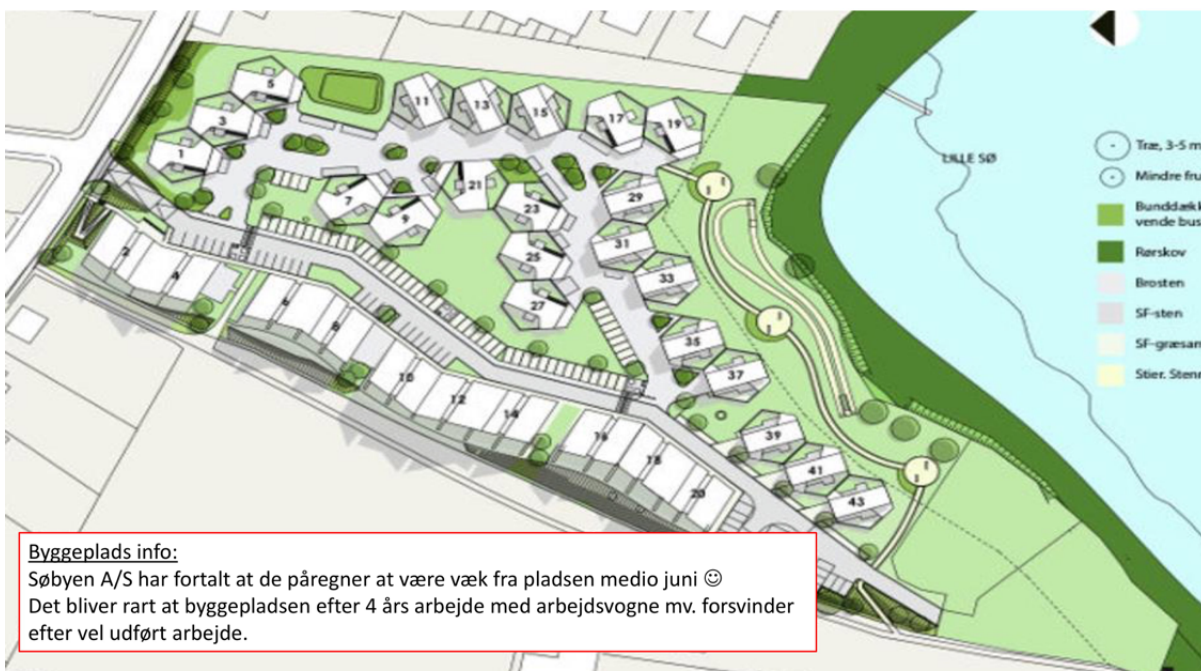 5
3
1
11
13
15
17
19
7
9
21
23
25
27
29
31
33
35
37
39
41
43
2
4
6
8
10
12
14
16
18
20
LILLE SØ
Træ, 3-5 m
Mindre fru
Bunddækk
vende bus
Rørskov
Brosten
SF-sten
SF-græsarm
Stier. Stenm
Byggeplads info:
Søbyen A/S har fortalt at de påregner at være væk fra pladsen medio juni ☺
Det bliver rart at byggepladsen efter 4 års arbejde med arbejdsvogne mv. forsvinder
efter vel udført arbejde.